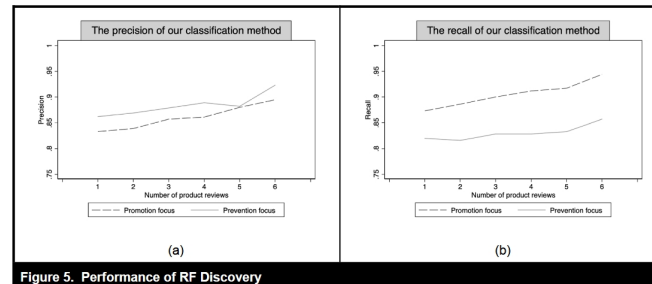 The precision of our classification method
1
.95
.9
.85
.8
.75
Precision
1 2 3 4 5 6
Number of product reviews
Promotion focus Prevention focus
(a)
The recall of our classification method
1
.95
.9
.85
.8
.75
Recall
1 2 3 4 5 6
Number of product reviews
Promotion focus Prevention focus
(b)
Figure 5. Performance of RF Discovery